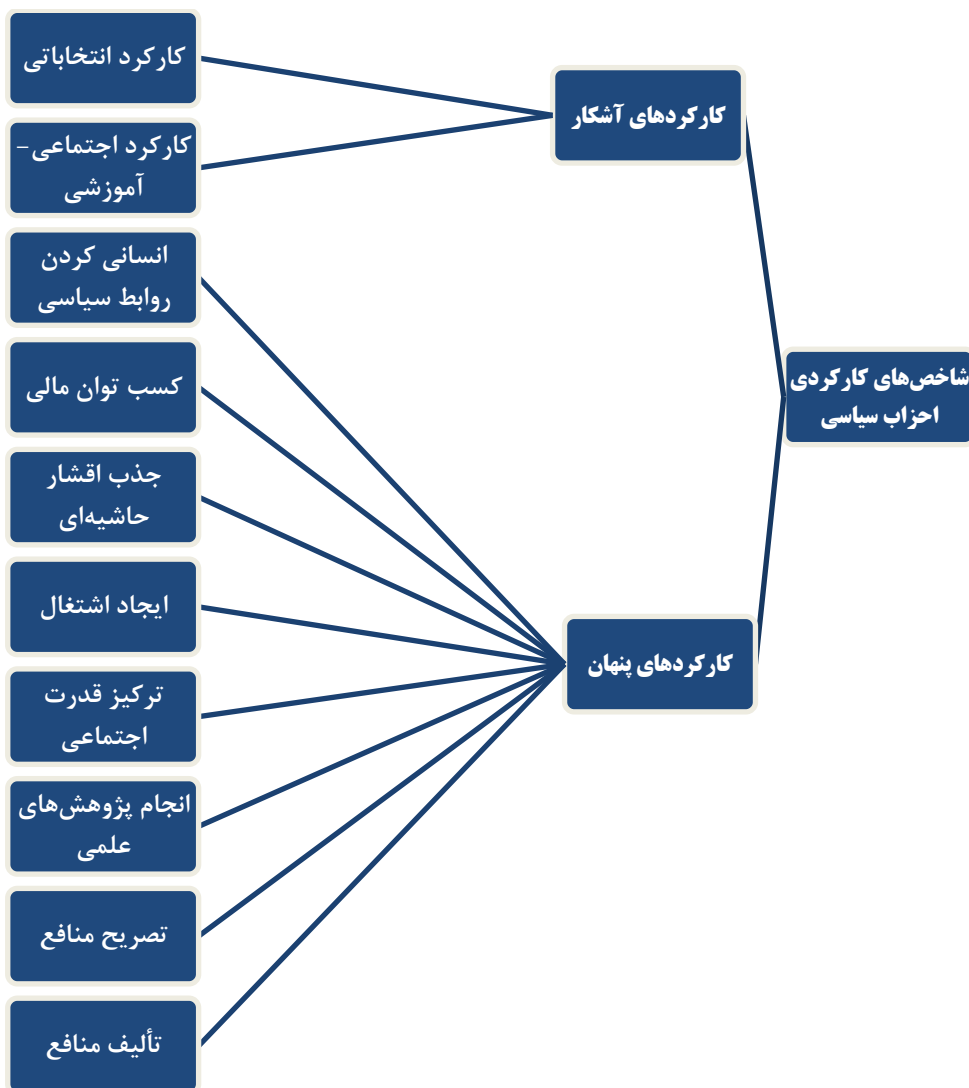 شاخص‌های کارکردی
احزاب سیاسی
کارکردهای آشکار
کارکرد انتخاباتی
کارکرد اجتماعی-
آموزشی
کارکردهای پنهان
انسانی کردن
روابط سیاسی
کسب توان مالی
جذب اقشار
حاشیه‌ای
ایجاد اشتغال
ترکیز قدرت
اجتماعی
انجام پژوهش‌های
علمی
تصریح منافع
تألیف منافع